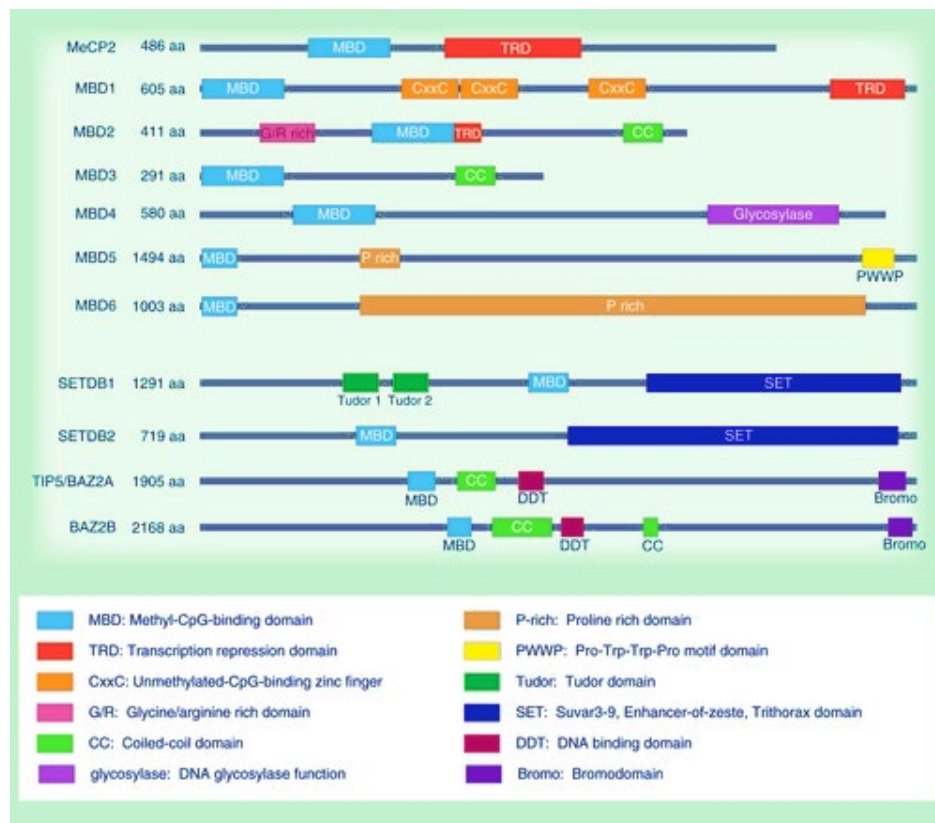 MeCP2 486 aa MBD TRD
MBD1 605 aa MBD CxxC CxxC CxxC TRD
MBD2 411 aa G/R rich MBD TRD CC
MBD3 291 aa MBD CC
MBD4 580 aa MBD Glycosylase
MBD5 1494 aa MBD P rich
PWWP
MBD6 1003 aa MBD P rich
SETDB1 1291 aa MBD SET
Tudor 1 Tudor 2
SETDB2 719 aa MBD SET
TIP5/BAZ2A 1905 aa CC
MBD DDT Bromo
BAZ2B 2168 aa CC
MBD DDT CC Bromo
MBD: Methyl-CpG-binding domain
TRD: Transcription repression domain
CxxC: Unmethylated-CpG-binding zinc finger
G/R: Glycine/arginine rich domain
CC: Coiled-coil domain
glycosylase: DNA glycosylase function
P-rich: Proline rich domain
PWWP: Pro-Trp-Trp-Pro motif domain
Tudor: Tudor domain
SET: Suvar3-9, Enhancer-of-zeste, Trithorax domain
DDT: DNA binding domain
Bromo: Bromodomain